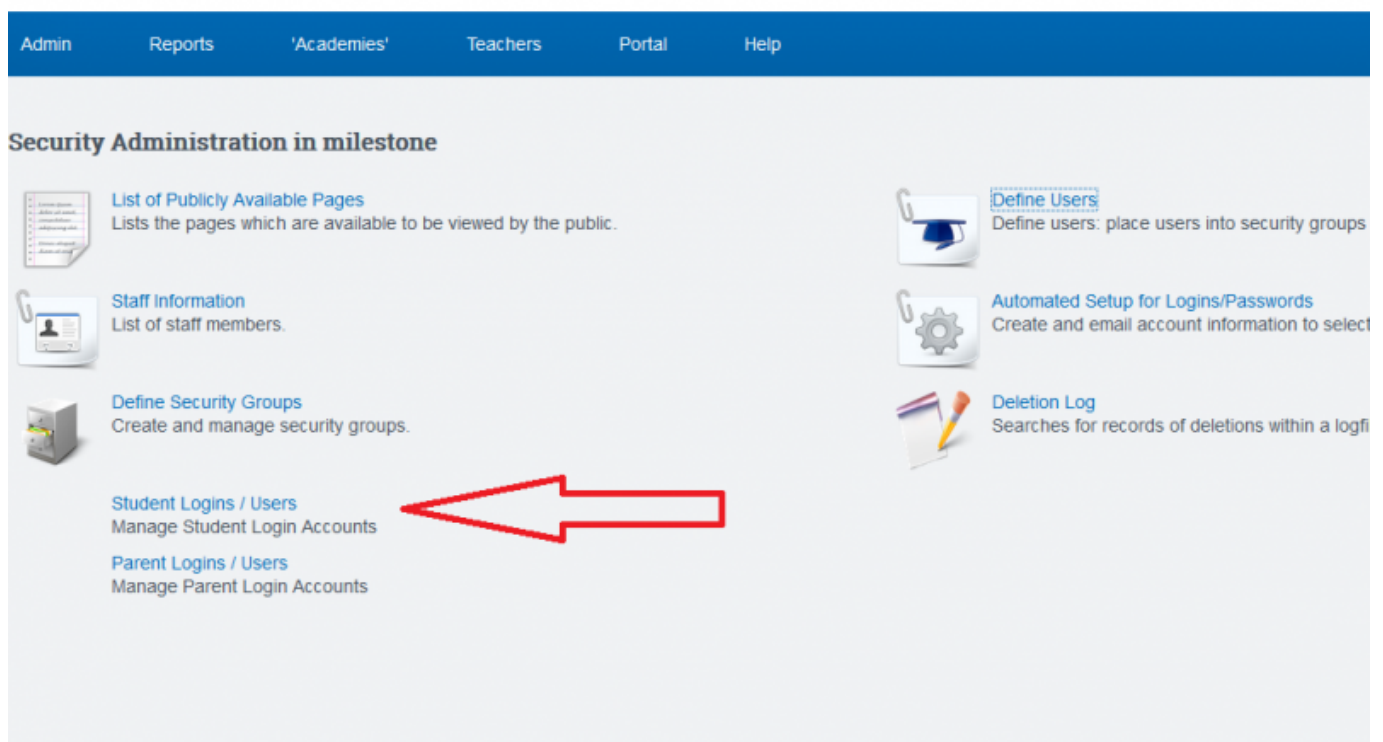 Admin Reports 'Academies' Teachers Portal Help
Security Administration in milestone
List of Publicly Available Pages
Lists the pages which are available to be viewed by the public.
Define Users
Define users: place users into security groups
Staff Information
List of staff members.
Automated Setup for Logins/Passwords
Create and email account information to select
Define Security Groups
Create and manage security groups.
Deletion Log
Searches for records of deletions within a logfi
Student Logins / Users
Manage Student Login Accounts
Parent Logins / Users
Manage Parent Login Accounts